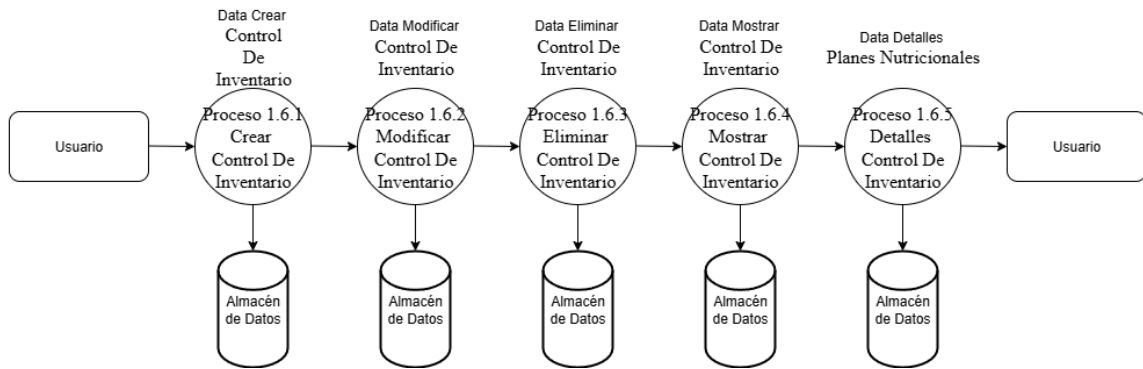 Data Crear
Control
De
Inventario
Data Modificar
Control De
Inventario
Data Eliminar
Control De
Inventario
Data Mostrar
Control De
Inventario
Data Detalles
Planes Nutricionales
Usuario
Proceso 1.6.1
Crear
Control De
Inventario
Proceso 1.6.2
Modificar
Control De
Inventario
Proceso 1.6.3
Eliminar
Control De
Inventario
Proceso 1.6.4
Mostrar
Control De
Inventario
Proceso 1.6.5
Detalles
Control De
Inventario
Usuario
Almacén
de Datos
Almacén
de Datos
Almacén
de Datos
Almacén
de Datos
Almacén
de Datos